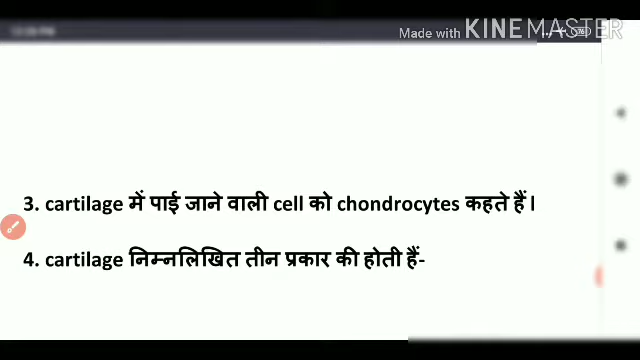 Made with KINEMASTER
3. cartilage में पाई जाने वाली cell को chondrocytes कहते हैं l
4. cartilage निम्नलिखित तीन प्रकार की होती हैं-